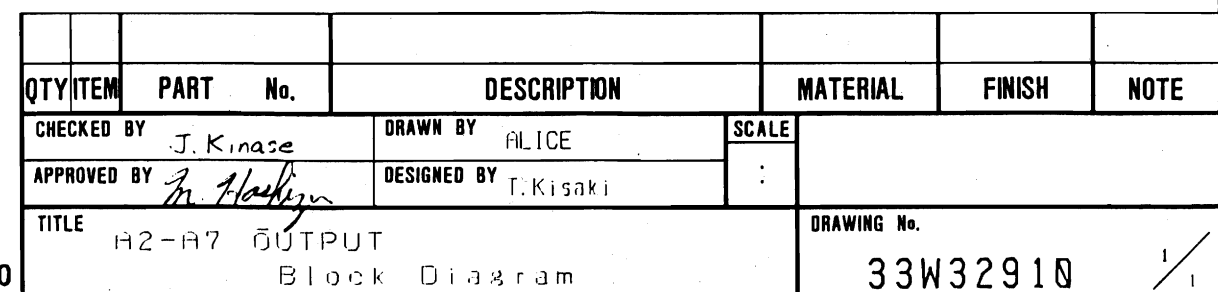 QTY ITEM PART No. DESCRIPTION MATERIAL FINISH NOTE
CHECKED BY J. Kinase DRAWN BY ALICE SCALE
APPROVED BY M. DESIGNED BY T. Kisaki :
TITLE A2-A7 OUTPUT DRAWING No.
Block Diagram 33W32910 1/1